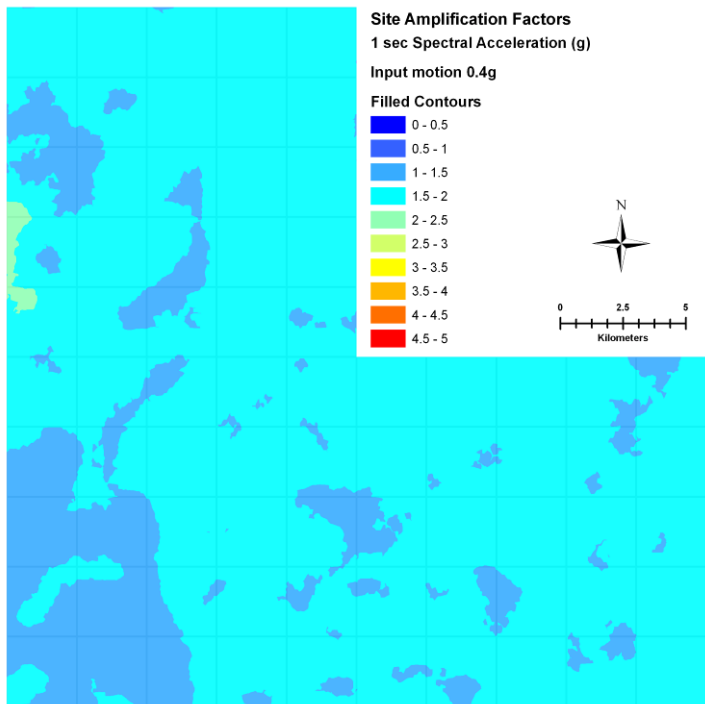 Site Amplification Factors
1 sec Spectral Acceleration (g)
Input motion 0.4g
Filled Contours
0 - 0.5
0.5 - 1
1 - 1.5
1.5 - 2
2 - 2.5
2.5 - 3
3 - 3.5
3.5 - 4
4 - 4.5
4.5 - 5
N
0 2.5 5
Kilometers